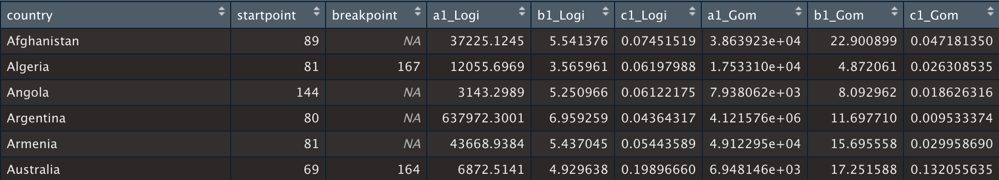 country startpoint breakpoint a1_Logi b1_Logi c1_Logi a1_Gom b1_Gom c1_Gom
Afghanistan 89 NA 37225.1245 5.541376 0.07451519 3.863923e+04 22.900899 0.047181350
Algeria 81 167 12055.6969 3.565961 0.06197988 1.753310e+04 4.872061 0.026308535
Angola 144 NA 3143.2989 5.250966 0.06122175 7.938062e+03 8.092962 0.018626316
Argentina 80 NA 637972.3001 6.959259 0.04364317 4.121576e+06 11.697710 0.009533374
Armenia 81 NA 43668.9384 5.437045 0.05443589 4.912295e+04 15.695558 0.029958690
Australia 69 164 6872.5141 4.929638 0.19896660 6.948146e+03 17.251588 0.132055635